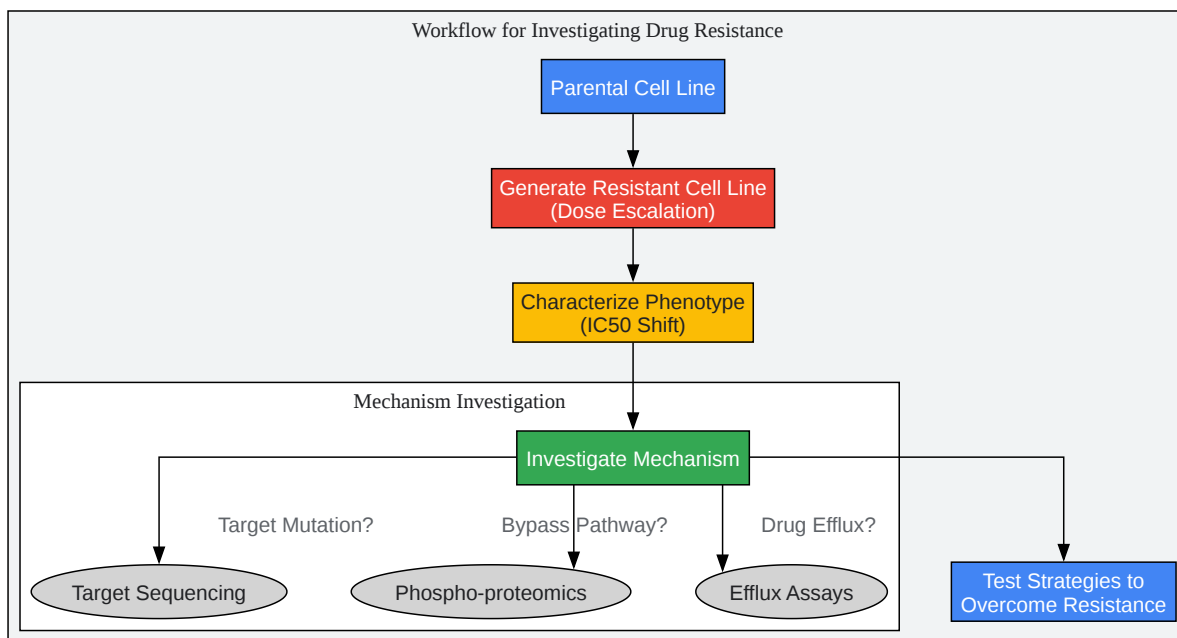 Workflow for Investigating Drug Resistance
Parental Cell Line
Generate Resistant Cell Line
(Dose Escalation)
Characterize Phenotype
(IC50 Shift)
Mechanism Investigation
Investigate Mechanism
Target Mutation?
Bypass Pathway?
Drug Efflux?
Target Sequencing
Phospho-proteomics
Efflux Assays
Test Strategies to
Overcome Resistance